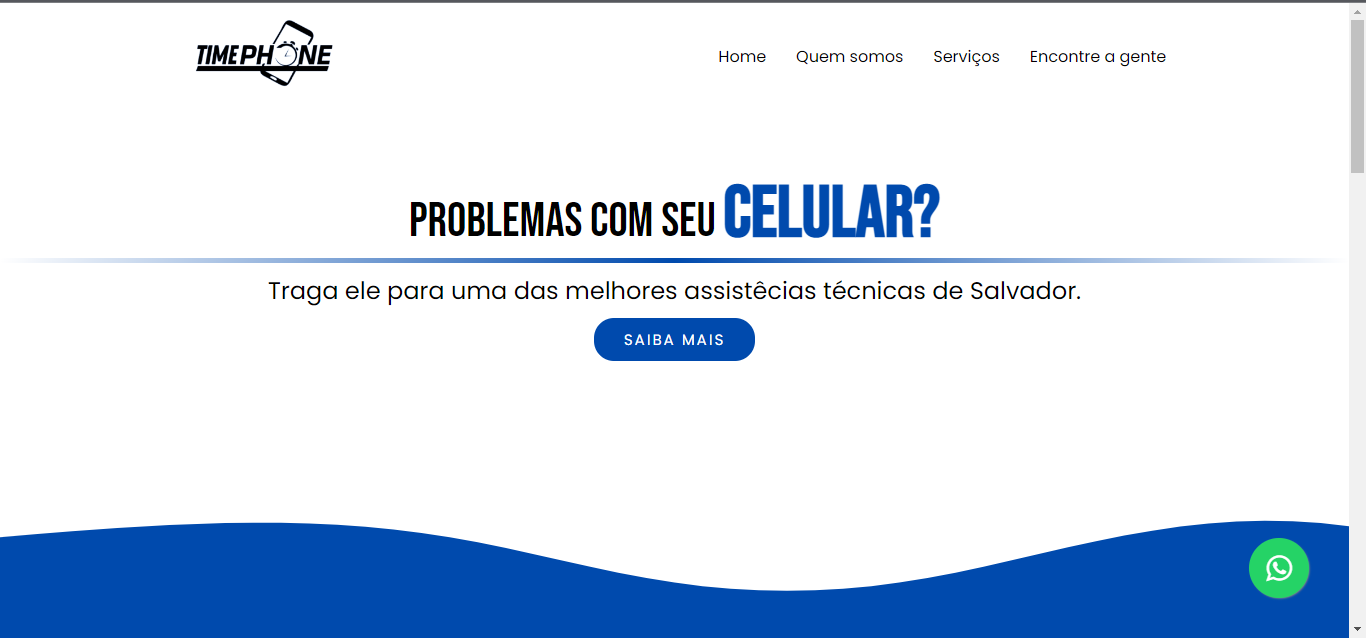 TIMEPHONE
Home Quem somos Serviços Encontre a gente
PROBLEMAS COM SEU CELULAR?
Traga ele para uma das melhores assistêcias técnicas de Salvador.
SAIBA MAIS